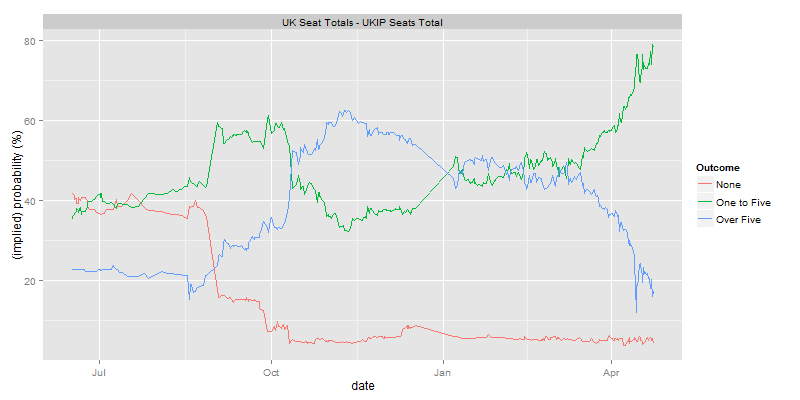 UK Seat Totals - UKIP Seats Total
80
60
40
20
(implied) probability (%)
Jul
Oct
Jan
Apr
date
Outcome
None
One to Five
Over Five